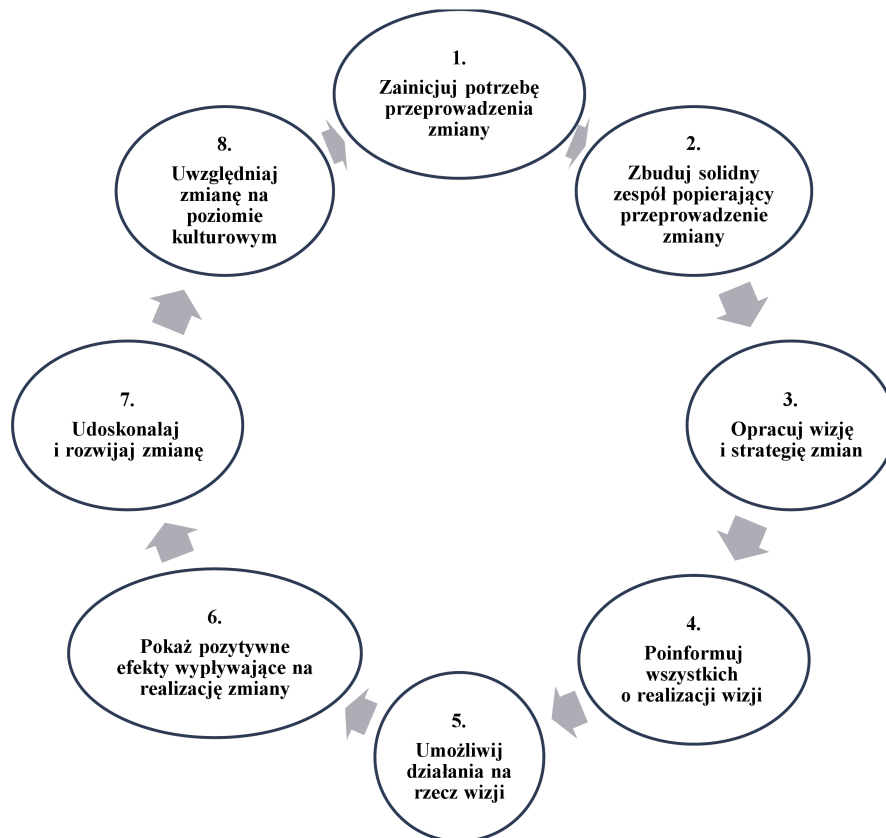 1.
Zainicjuj potrzebę
przeprowadzenia
zmiany
2.
Zbuduj solidny
zespół popierający
przeprowadzenie
zmiany
3.
Opracuj wizję
i strategię zmian
4.
Poinformuj
wszystkich
o realizacji wizji
5.
Umożliwij
działania na
rzecz wizji
6.
Pokaż pozytywne
efekty wypływające na
realizację zmiany
7.
Udoskonalaj
i rozwijaj zmianę
8.
Uwzględniaj
zmianę na
poziomie
kulturowym